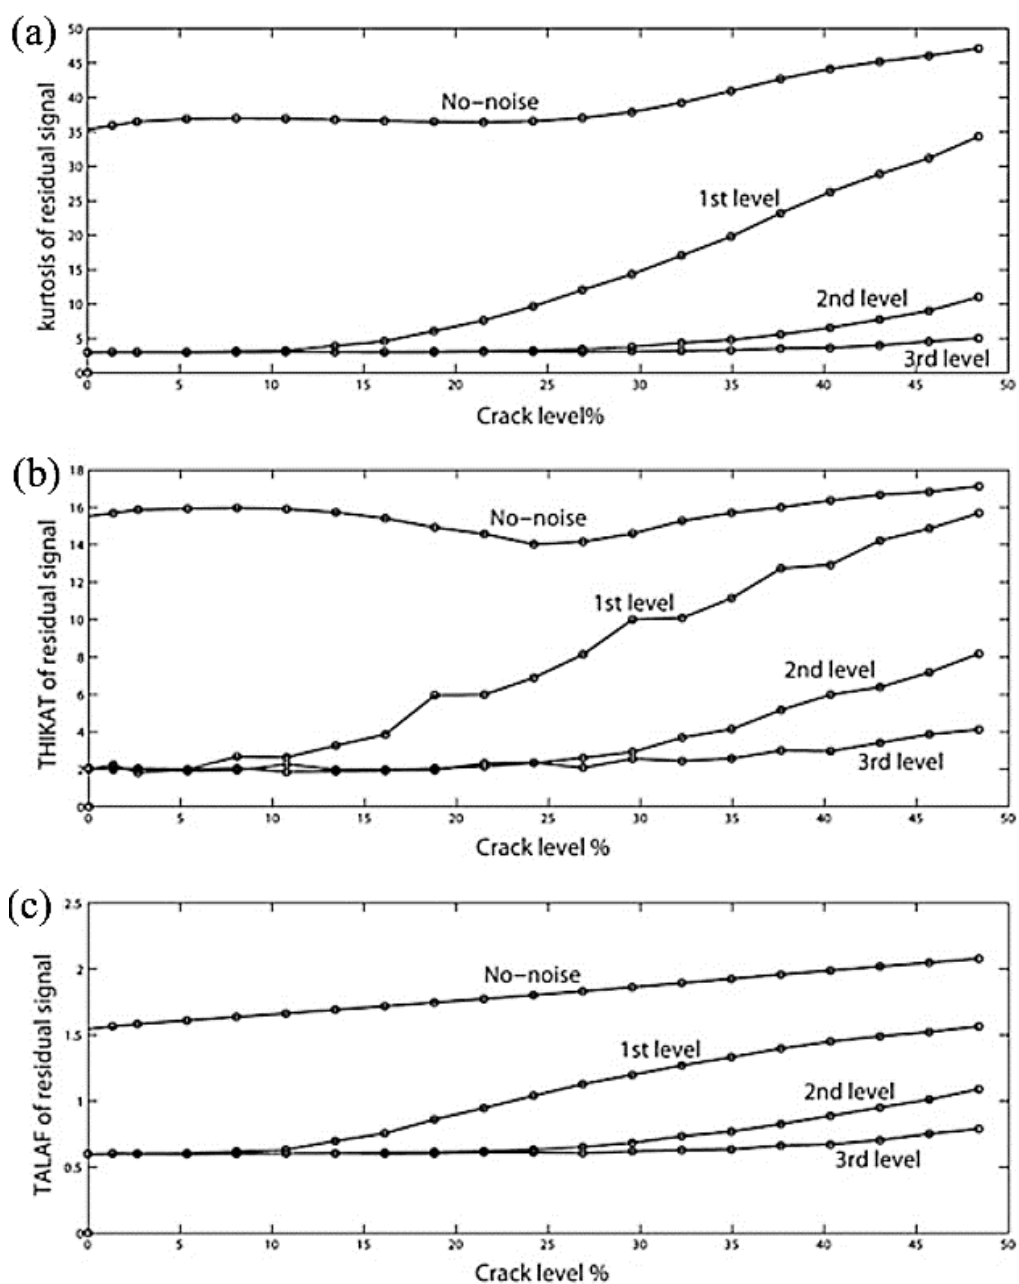 (a)
50
45
40
35
30
25
20
15
10
5
0
kurtosis of residual signal
No-noise
1st level
2nd level
3rd level
0 5 10 15 20 25 30 35 40 45 50
Crack level%
(b)
18
16
14
12
10
8
6
4
2
0
THIKAT of residual signal
No-noise
1st level
2nd level
3rd level
0 5 10 15 20 25 30 35 40 45 50
Crack level %
(c)
2.5
2
1.5
1
0.5
0
TALAF of residual signal
No-noise
1st level
2nd level
3rd level
0 5 10 15 20 25 30 35 40 45 50
Crack level %